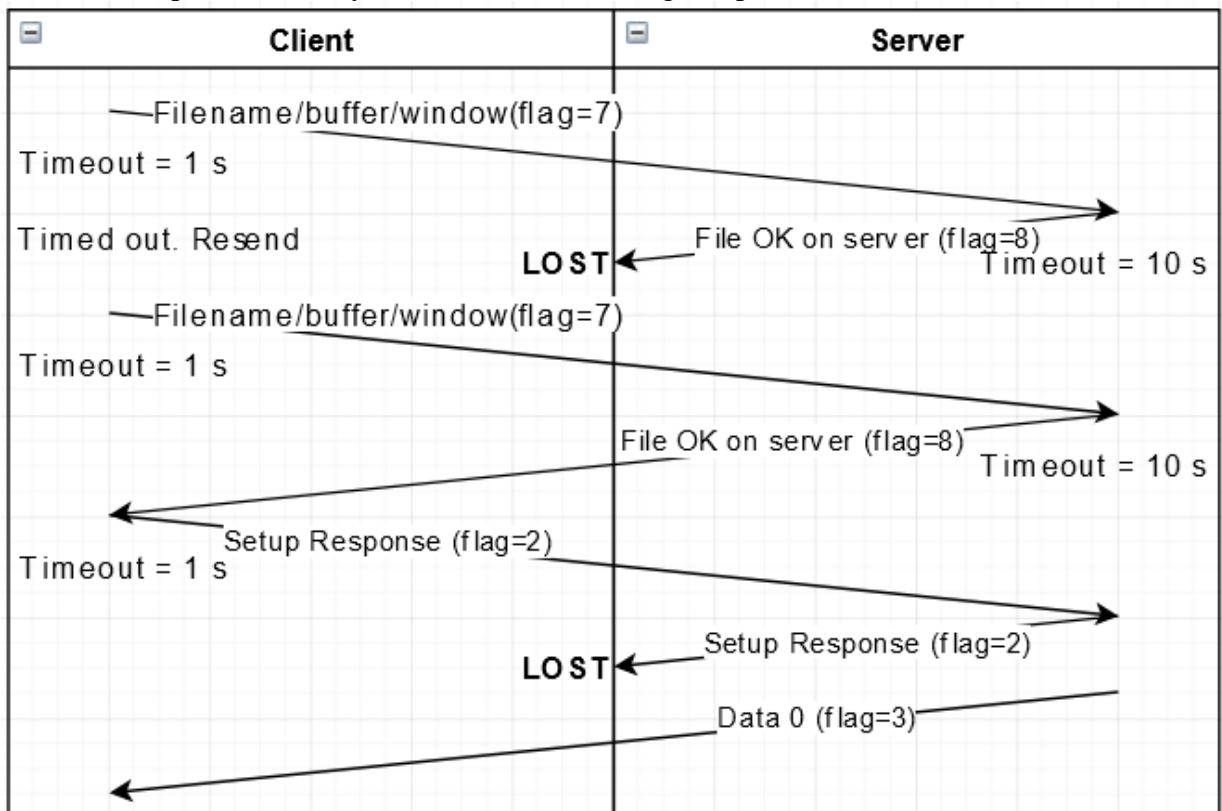 Client
Server
Filename/buffer/window(flag=7)
Timeout = 1 s
Timed out. Resend
File OK on server (flag=8)
LOST
Timeout = 10 s
Filename/buffer/window(flag=7)
Timeout = 1 s
File OK on server (flag=8)
Timeout = 10 s
Setup Response (flag=2)
Timeout = 1 s
Setup Response (flag=2)
LOST
Data 0 (flag=3)